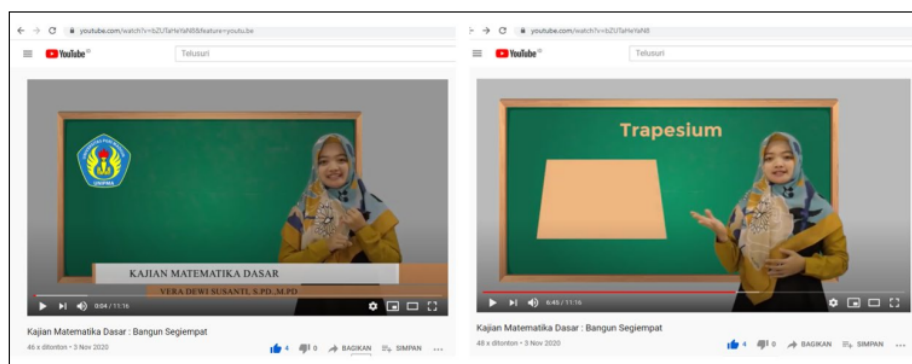 youtube.com/watch?v=bZUTaHeYaN8&feature=youtu.be
YouTube ID
Telusuri
UNIPMA
KAJIAN MATEMATIKA DASAR
VERA DEWI SUSANTI, S.PD.,M.PD
0:04 / 11:16
Kajian Matematika Dasar : Bangun Segiempat
46 x ditonton • 3 Nov 2020
4 0 BAGIKAN SIMPAN
youtube.com/watch?v=bZUTaHeYaN8
YouTube ID
Telusuri
Trapesium
6:45 / 11:16
Kajian Matematika Dasar : Bangun Segiempat
48 x ditonton • 3 Nov 2020
4 0 BAGIKAN SIMPAN